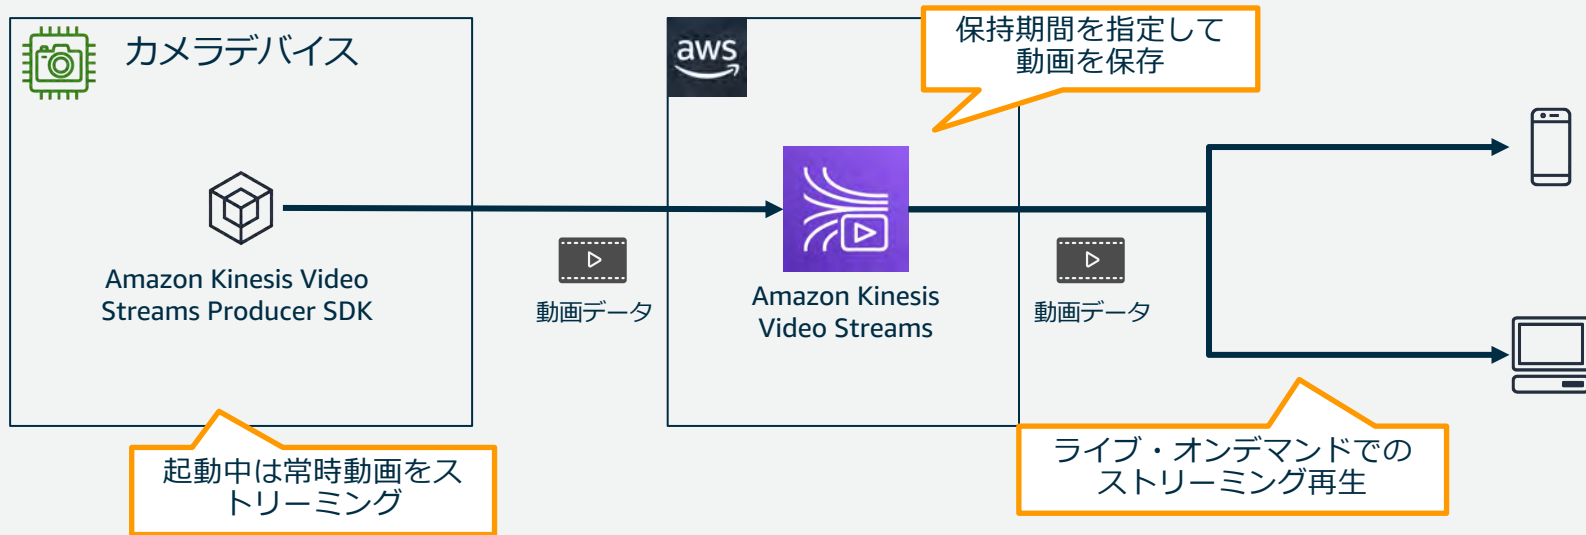 カメラデバイス
aws
保持期間を指定して
動画を保存
Amazon Kinesis Video
Streams Producer SDK
動画データ
Amazon Kinesis
Video Streams
動画データ
起動中は常時動画をス
トリーミング
ライブ・オンデマンドでの
ストリーミング再生